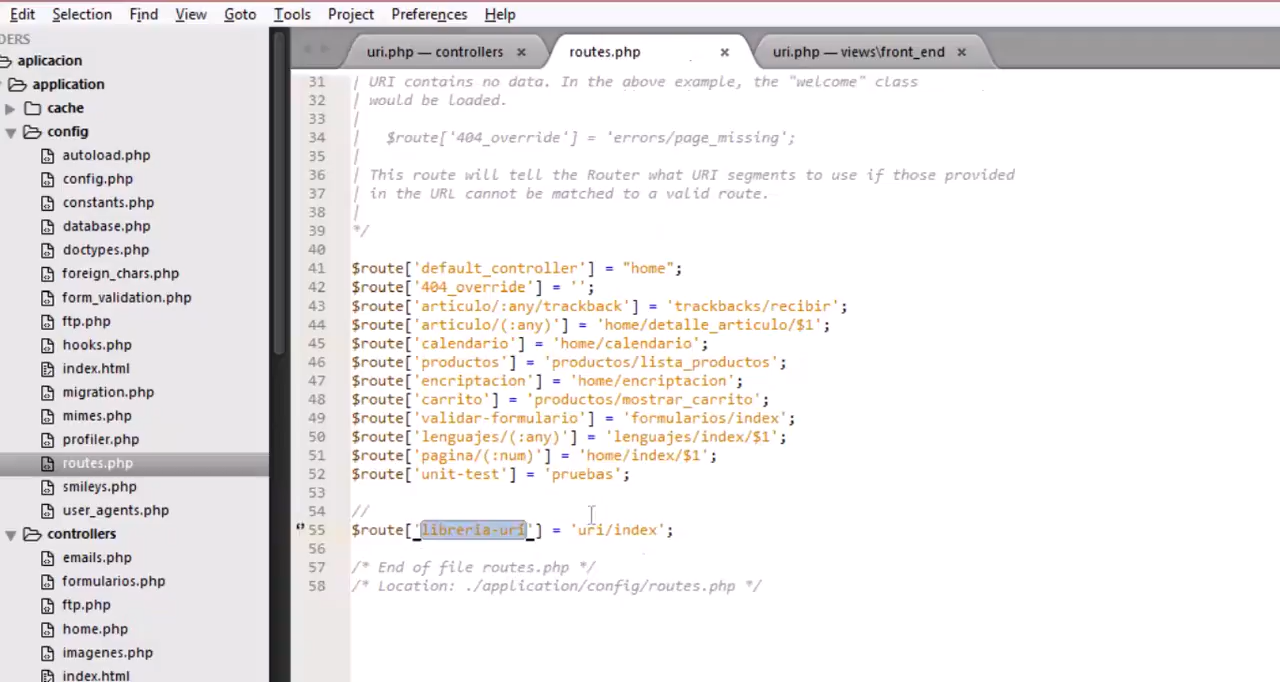 Edit Selection Find View Goto Tools Project Preferences Help
DERS
aplicacion
application
cache
config
autoload.php
config.php
constants.php
database.php
doctypes.php
foreign_chars.php
form_validation.php
ftp.php
hooks.php
index.html
migration.php
mimes.php
profiler.php
routes.php
smileys.php
user_agents.php
controllers
emails.php
formularios.php
ftp.php
home.php
imagenes.php
index.html
uri.php — controllers × routes.php × uri.php — views\front_end ×
31 | URI contains no data. In the above example, the "welcome" class
32 | would be loaded.
33 |
34 | $route['404_override'] = 'errors/page_missing';
35 |
36 | This route will tell the Router what URI segments to use if those provided
37 | in the URL cannot be matched to a valid route.
38 |
39 */
40
41 $route['default_controller'] = "home";
42 $route['404_override'] = '';
43 $route['articulo/:any/trackback'] = 'trackbacks/recibir';
44 $route['articulo/(:any)'] = 'home/detalle_articulo/$1';
45 $route['calendario'] = 'home/calendario';
46 $route['productos'] = 'productos/lista_productos';
47 $route['encriptacion'] = 'home/encriptacion';
48 $route['carrito'] = 'productos/mostrar_carrito';
49 $route['validar-formulario'] = 'formularios/index';
50 $route['lenguajes/(:any)'] = 'lenguajes/index/$1';
51 $route['pagina/(:num)'] = 'home/index/$1';
52 $route['unit-test'] = 'pruebas';
53
54 //
55 $route['libreria-uri'] = 'uri/index';
56
57 /* End of file routes.php */
58 /* Location: ./application/config/routes.php */